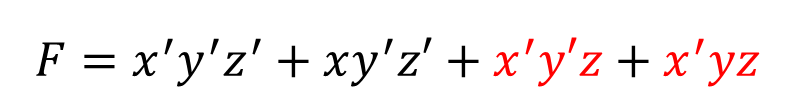 F = x′y′z′ + xy′z′ + x′y′z + x′yz